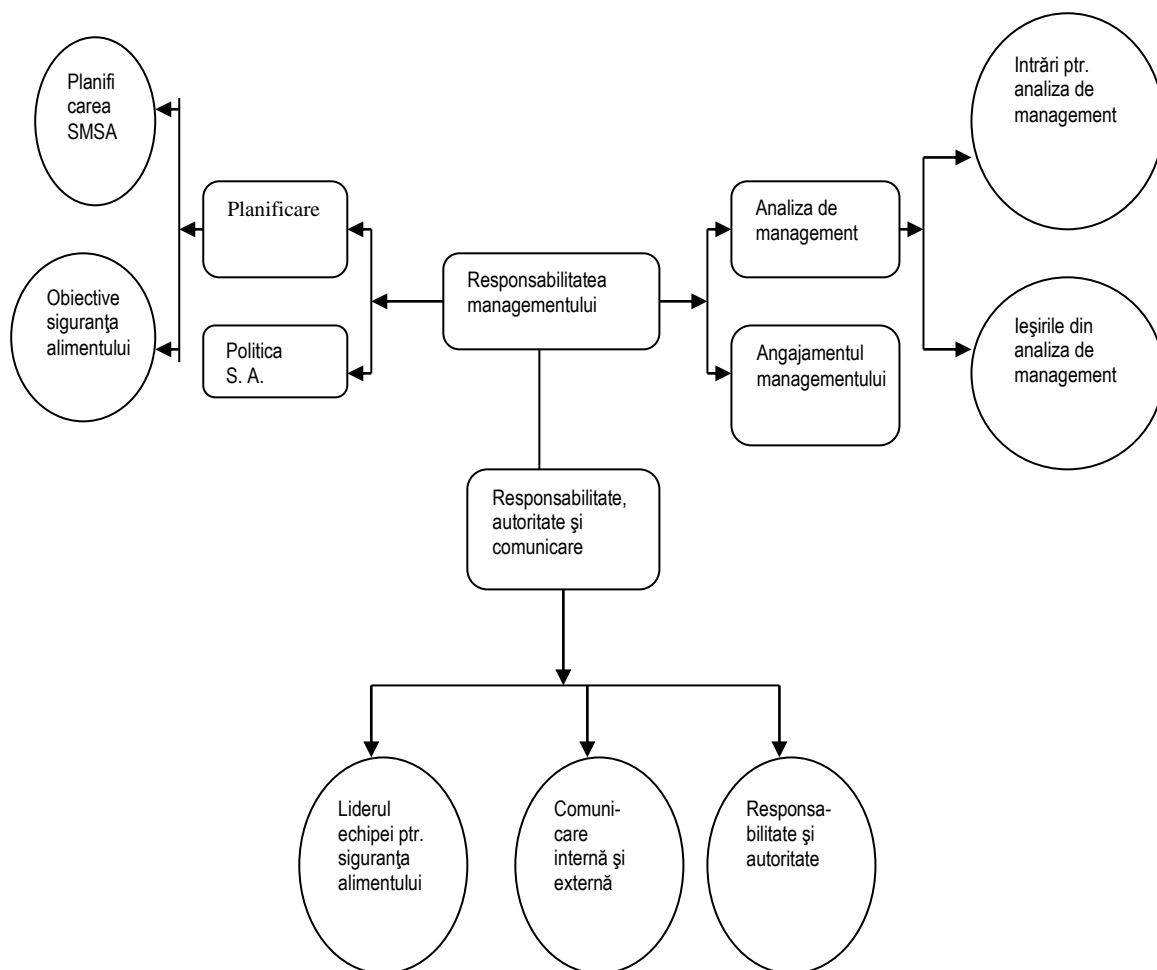 Planifi
carea
SMSA
Intrări ptr.
analiza de
management
Planificare
Analiza de
management
Responsabilitatea
managementului
Obiective
siguranţa
alimentului
Politica
S. A.
Angajamentul
managementului
Ieşirile din
analiza de
management
Responsabilitate,
autoritate şi
comunicare
Liderul
echipei ptr.
siguranţa
alimentului
Comuni-
care
internă şi
externă
Responsa-
bilitate şi
autoritate